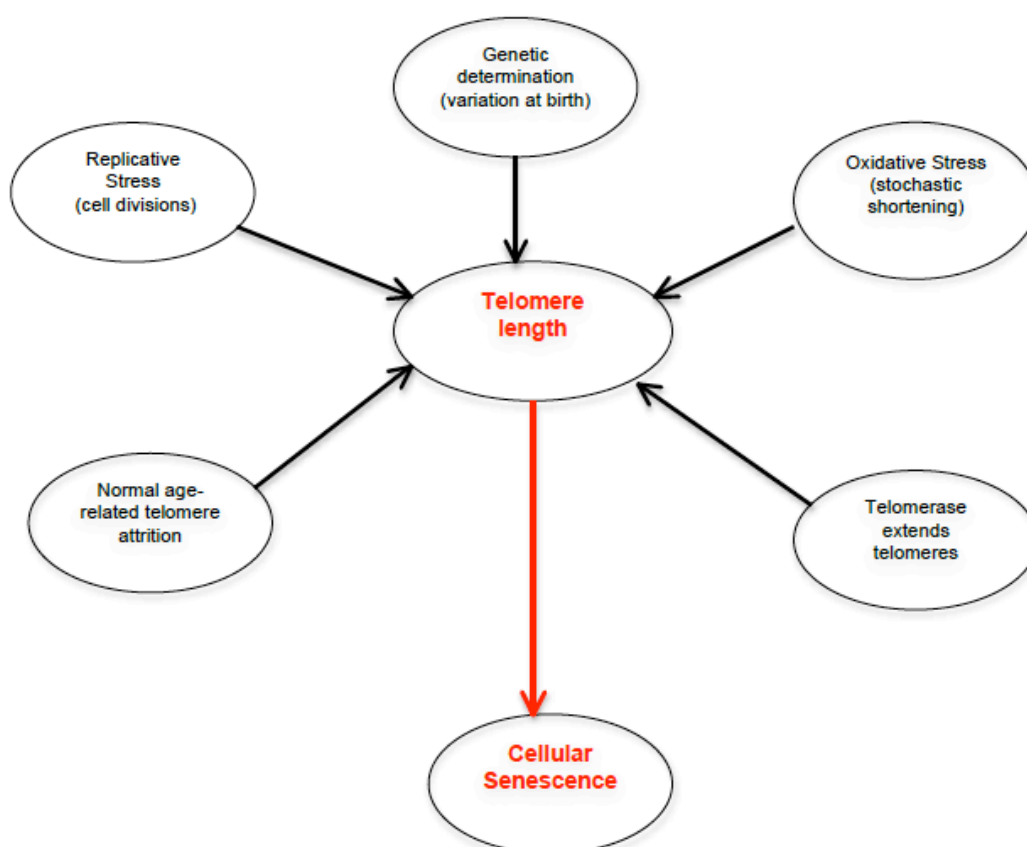 Genetic
determination
(variation at birth)
Replicative
Stress
(cell divisions)
Oxidative Stress
(stochastic
shortening)
Telomere
length
Normal age-
related telomere
attrition
Telomerase
extends
telomeres
Cellular
Senescence